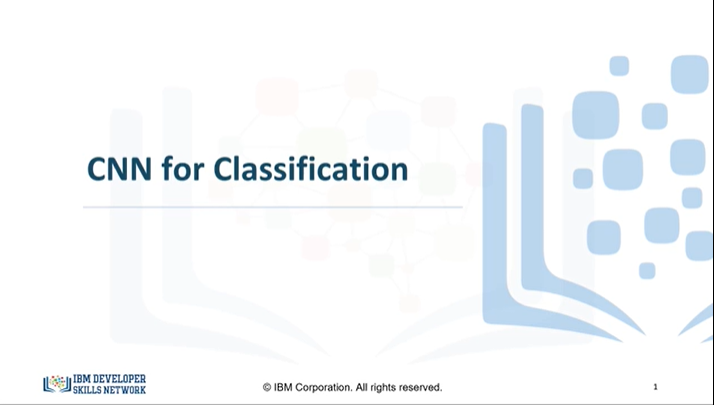 CNN for Classification
IBM DEVELOPER
SKILLS NETWORK
© IBM Corporation. All rights reserved.
1